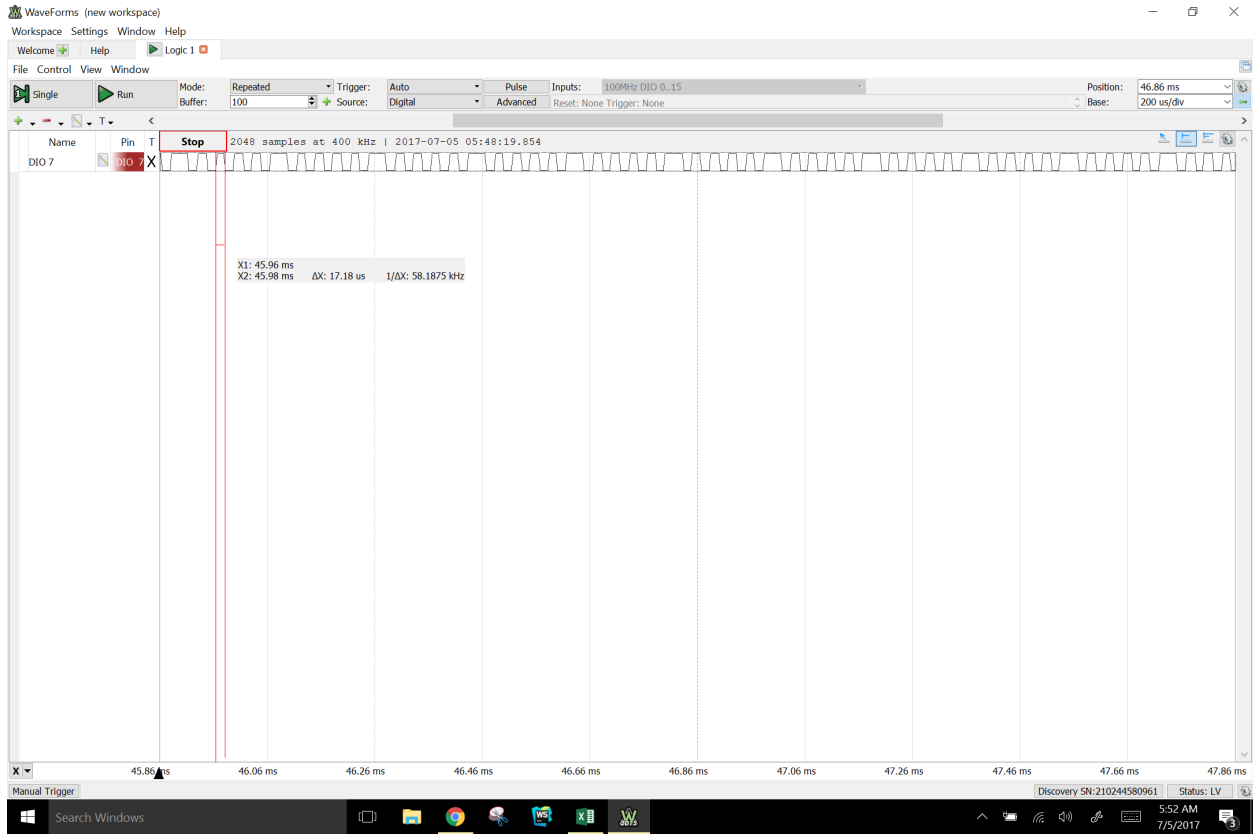 WaveForms (new workspace)
Workspace Settings Window Help
Welcome Help Logic 1
File Control View Window
Single Run Mode: Repeated Trigger: Auto Pulse Inputs: 100MHz DIO 0..15 Position: 46.86 ms
Buffer: 100 Source: Digital Advanced Reset: None Trigger: None Base: 200 us/div
T
Name Pin T Stop 2048 samples at 400 kHz | 2017-07-05 05:48:19.854
DIO 7 DIO 7 X
X1: 45.96 ms
X2: 45.98 ms ΔX: 17.18 us 1/ΔX: 58.1875 kHz
X 45.86 ms 46.06 ms 46.26 ms 46.46 ms 46.66 ms 46.86 ms 47.06 ms 47.26 ms 47.46 ms 47.66 ms 47.86 ms
Manual Trigger Discovery SN:210244580961 Status: LV
Search Windows WS 2015 5:52 AM
7/5/2017 3